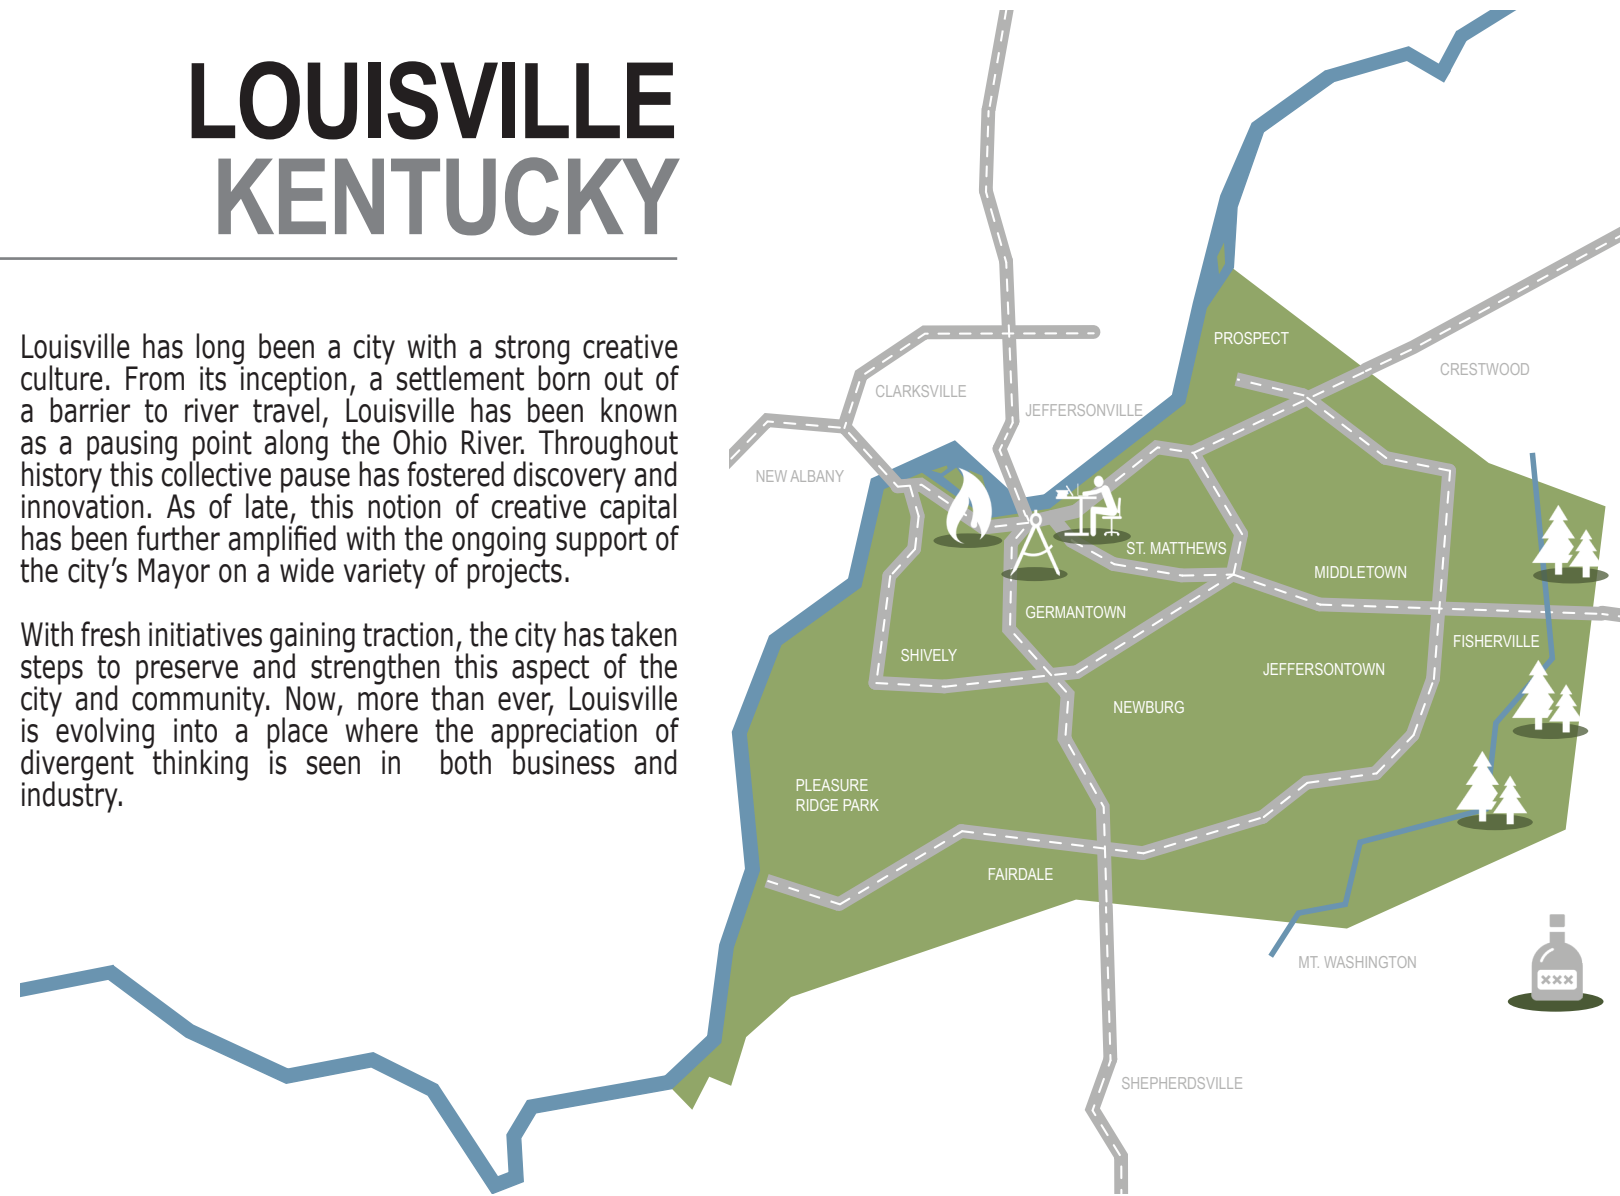 LOUISVILLE
KENTUCKY
Louisville has long been a city with a strong creative
culture. From its inception, a settlement born out of
a barrier to river travel, Louisville has been known
as a pausing point along the Ohio River. Throughout
history this collective pause has fostered discovery and
innovation. As of late, this notion of creative capital
has been further amplified with the ongoing support of
the city’s Mayor on a wide variety of projects.
With fresh initiatives gaining traction, the city has taken
steps to preserve and strengthen this aspect of the
city and community. Now, more than ever, Louisville
is evolving into a place where the appreciation of
divergent thinking is seen in both business and
industry.
PROSPECT
CRESTWOOD
CLARKSVILLE
JEFFERSONVILLE
NEW ALBANY
ST. MATTHEWS
MIDDLETOWN
GERMANTOWN
FISHERVILLE
SHIVELY
JEFFERSONTOWN
NEWBURG
PLEASURE
RIDGE PARK
FAIRDALE
MT. WASHINGTON
XXX
SHEPHERDSVILLE